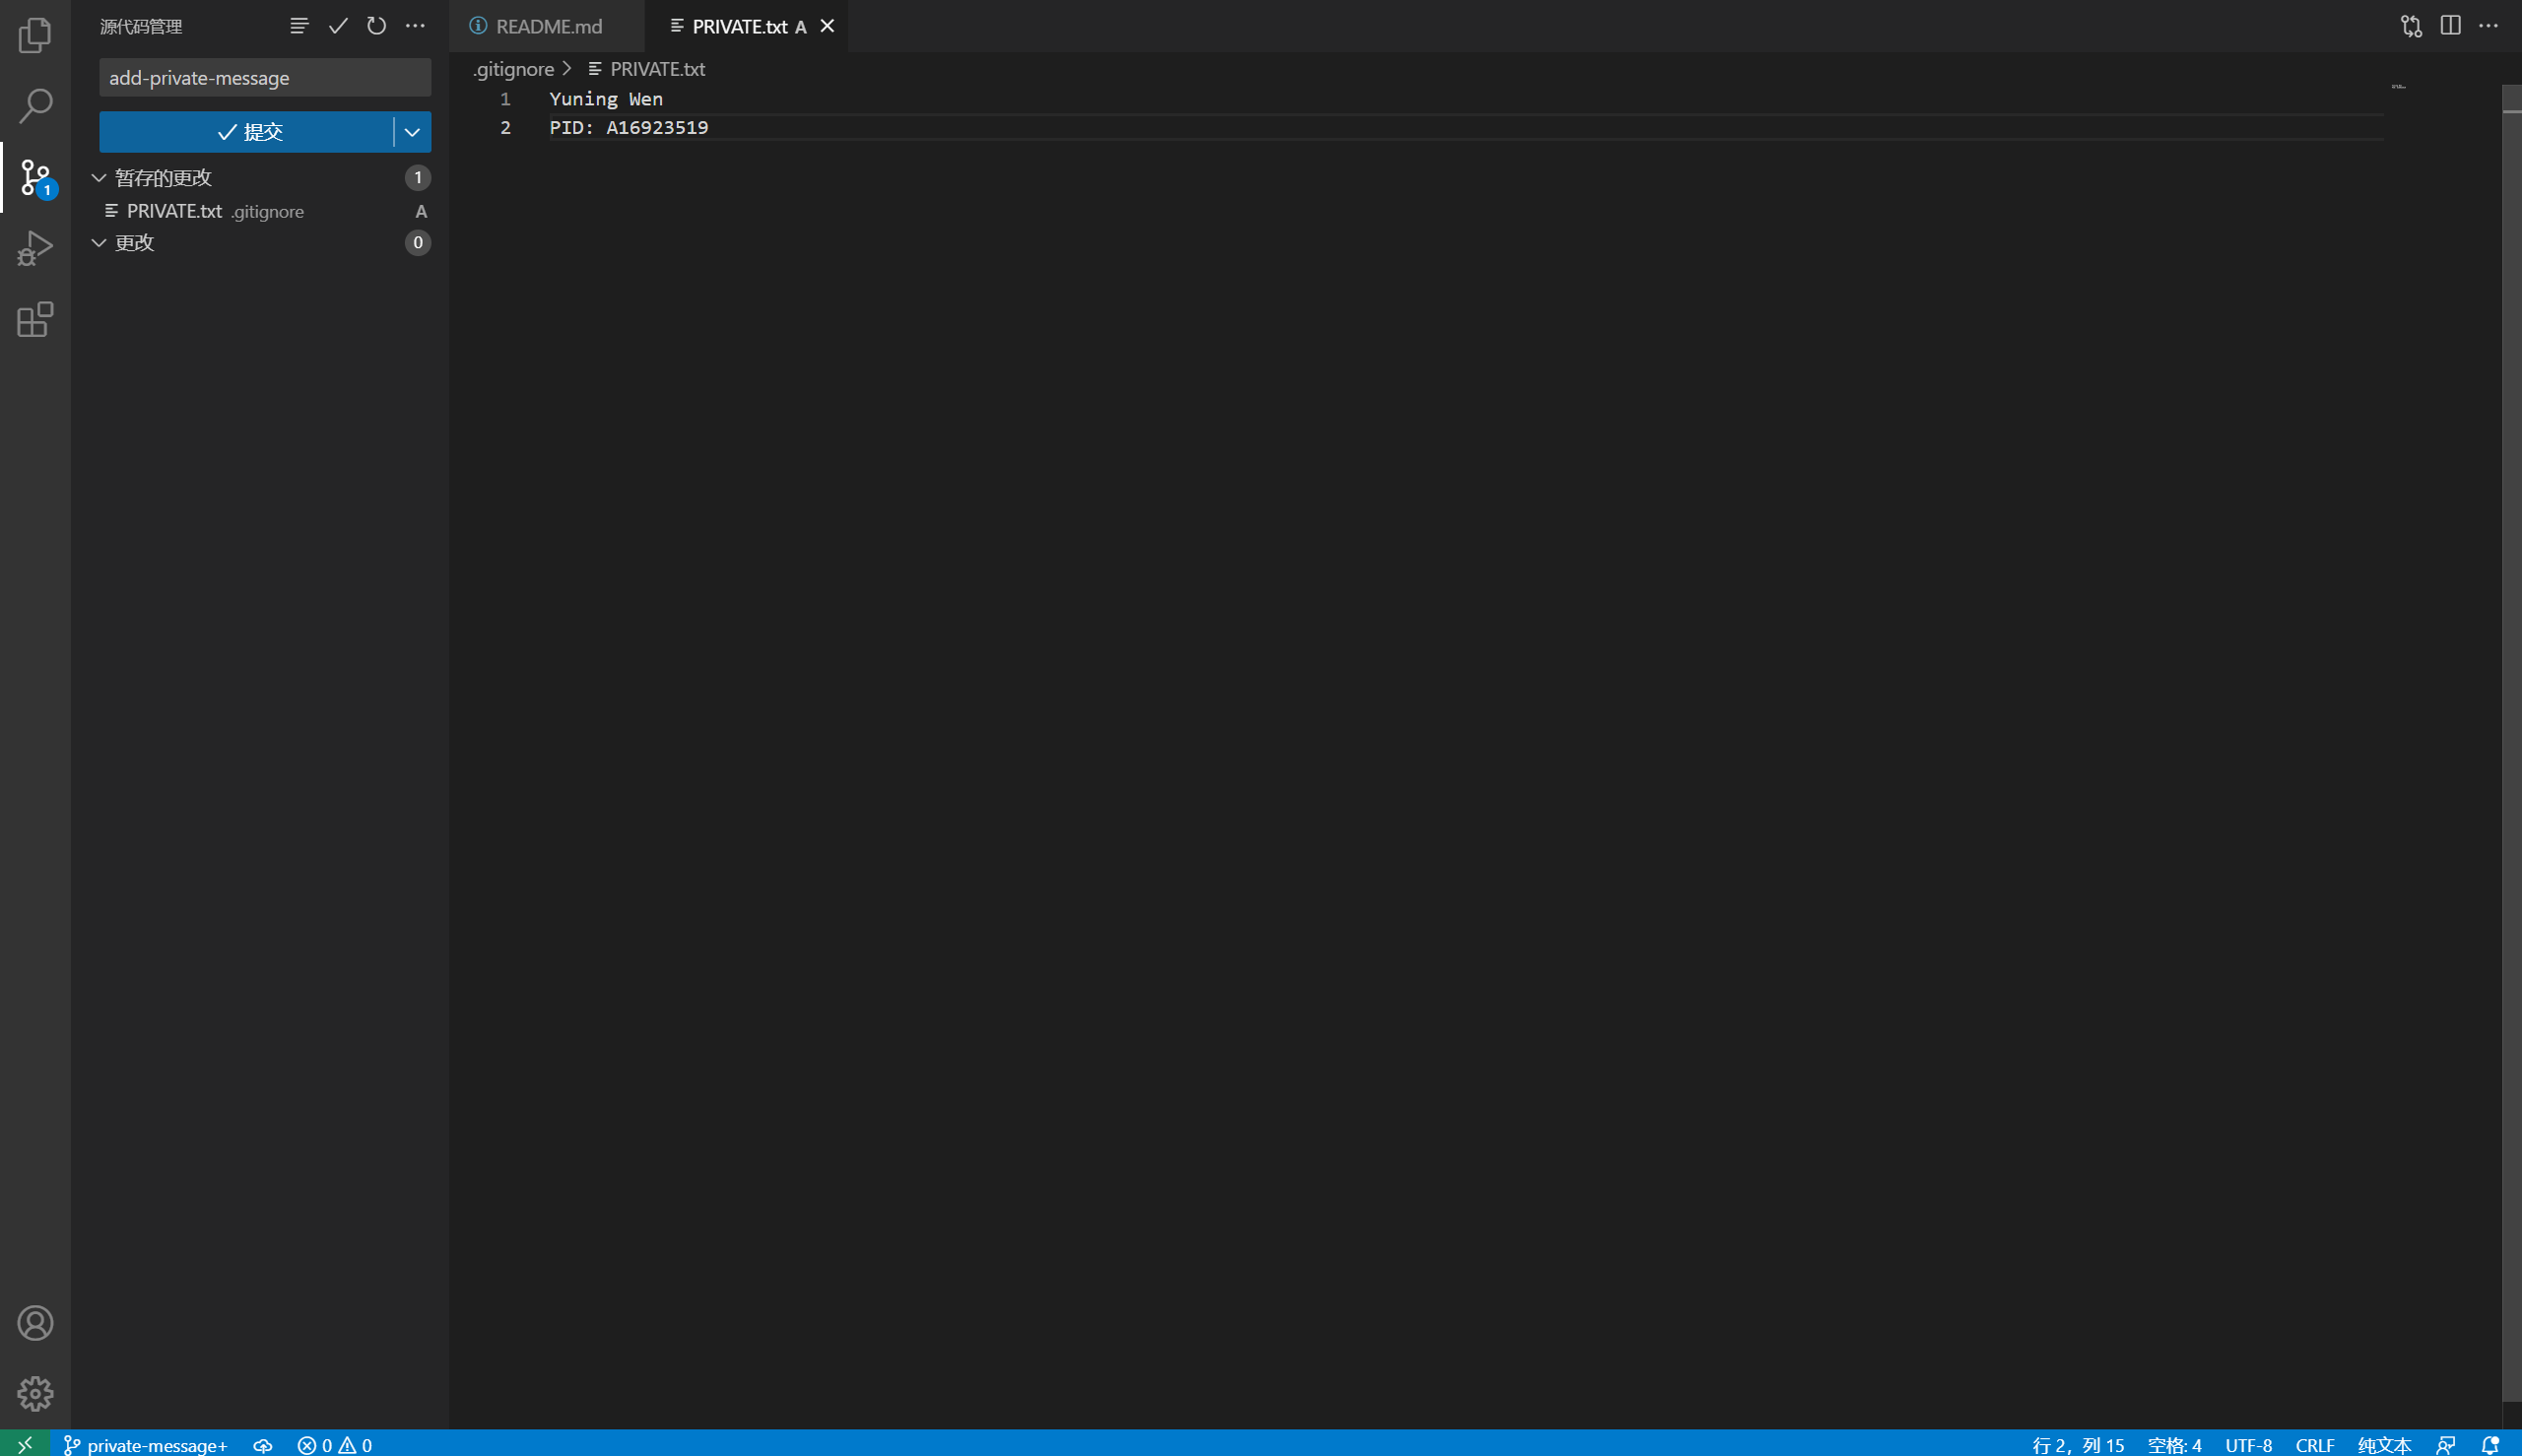 源代码管理
add-private-message
提交
暂存的更改 1
PRIVATE.txt .gitignore A
更改 0
1
README.md
PRIVATE.txt A
.gitignore > PRIVATE.txt
1 Yuning Wen
2 PID: A16923519
private-message+ 0 0
行 2，列 15 空格: 4 UTF-8 CRLF 纯文本